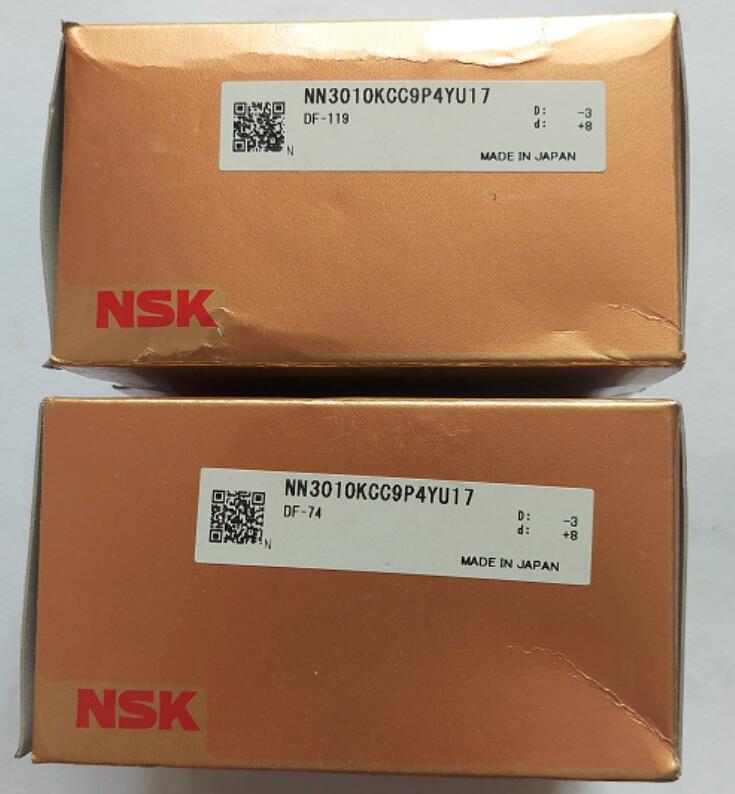 NN3010KCC9P4YU17
DF-119
D: -3
d: +8
N
MADE IN JAPAN
NSK
NN3010KCC9P4YU17
DF-74
D: -3
d: +8
N
MADE IN JAPAN
NSK